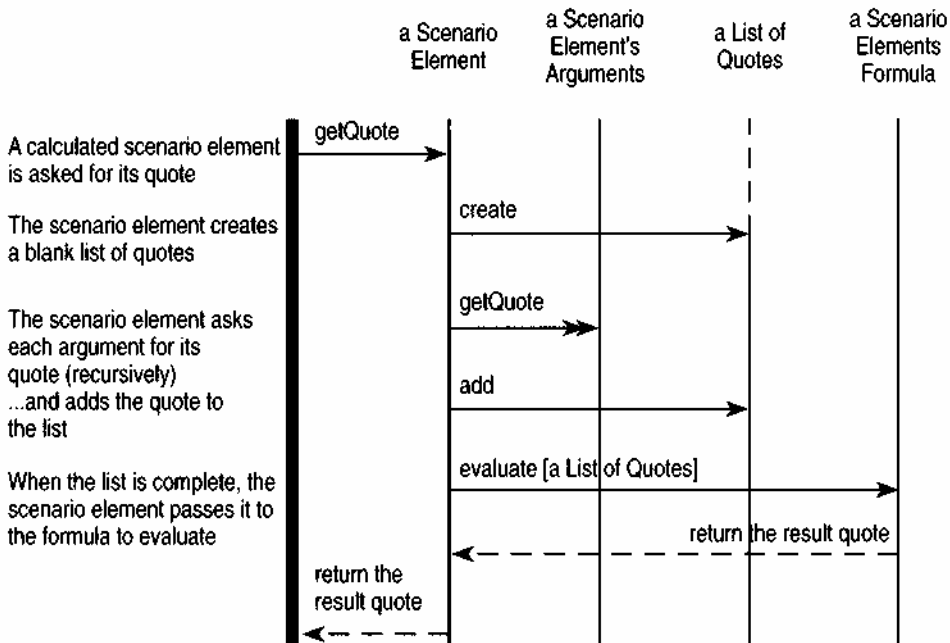 a Scenario
Element
a Scenario
Element's
Arguments
a List of
Quotes
a Scenario
Elements
Formula
A calculated scenario element
is asked for its quote
getQuote
The scenario element creates
a blank list of quotes
create
The scenario element asks
each argument for its
quote (recursively)
...and adds the quote to
the list
getQuote
add
When the list is complete, the
scenario element passes it to
the formula to evaluate
evaluate [a List of Quotes]
return the result quote
return the
result quote